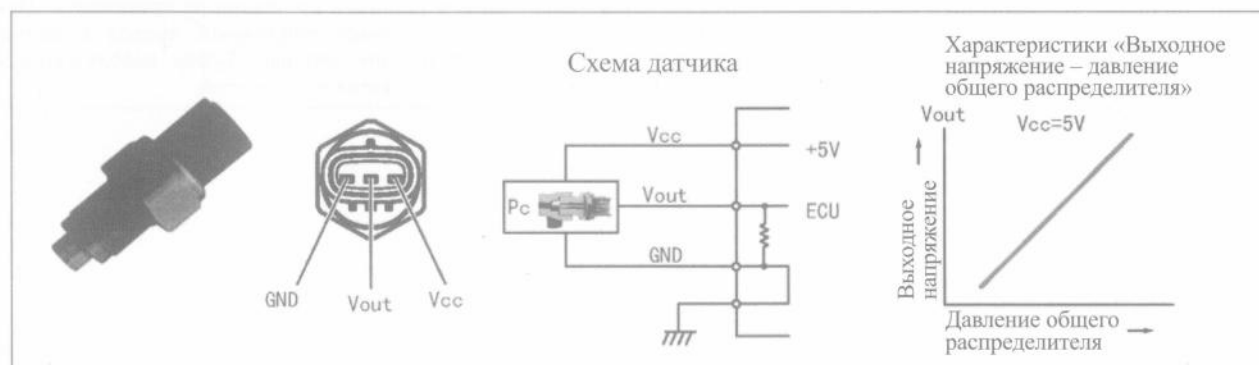 Схема датчика
Характеристики «Выходное
напряжение – давление
общего распределителя»
GND
Vout
Vcc
Vcc
+5V
Pc
Vout
ECU
GND
Vout
Vcc=5V
Выходное
напряжение
Давление общего
распределителя